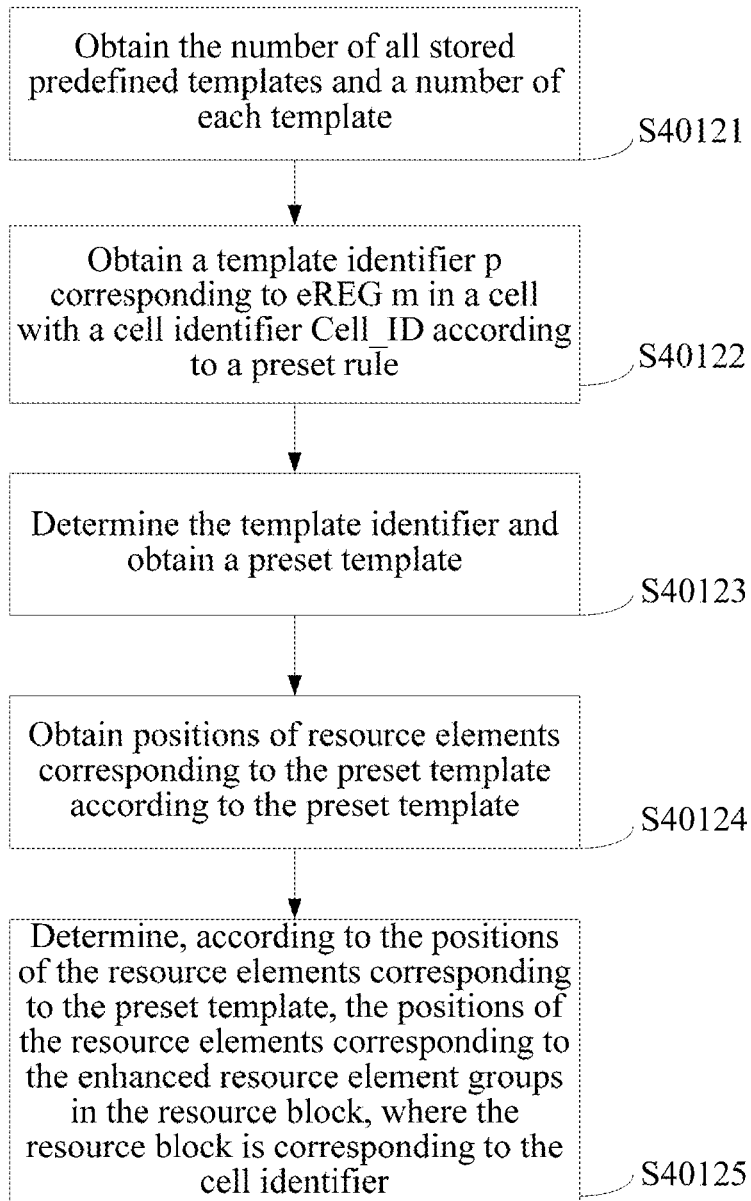 Obtain the number of all stored
predefined templates and a number of
each template
S40121
Obtain a template identifier p
corresponding to eREG m in a cell
with a cell identifier Cell_ID according
to a preset rule
S40122
Determine the template identifier and
obtain a preset template
S40123
Obtain positions of resource elements
corresponding to the preset template
according to the preset template
S40124
Determine, according to the positions
of the resource elements corresponding
to the preset template, the positions of
the resource elements corresponding to
the enhanced resource element groups
in the resource block, where the
resource block is corresponding to the
cell identifier
S40125